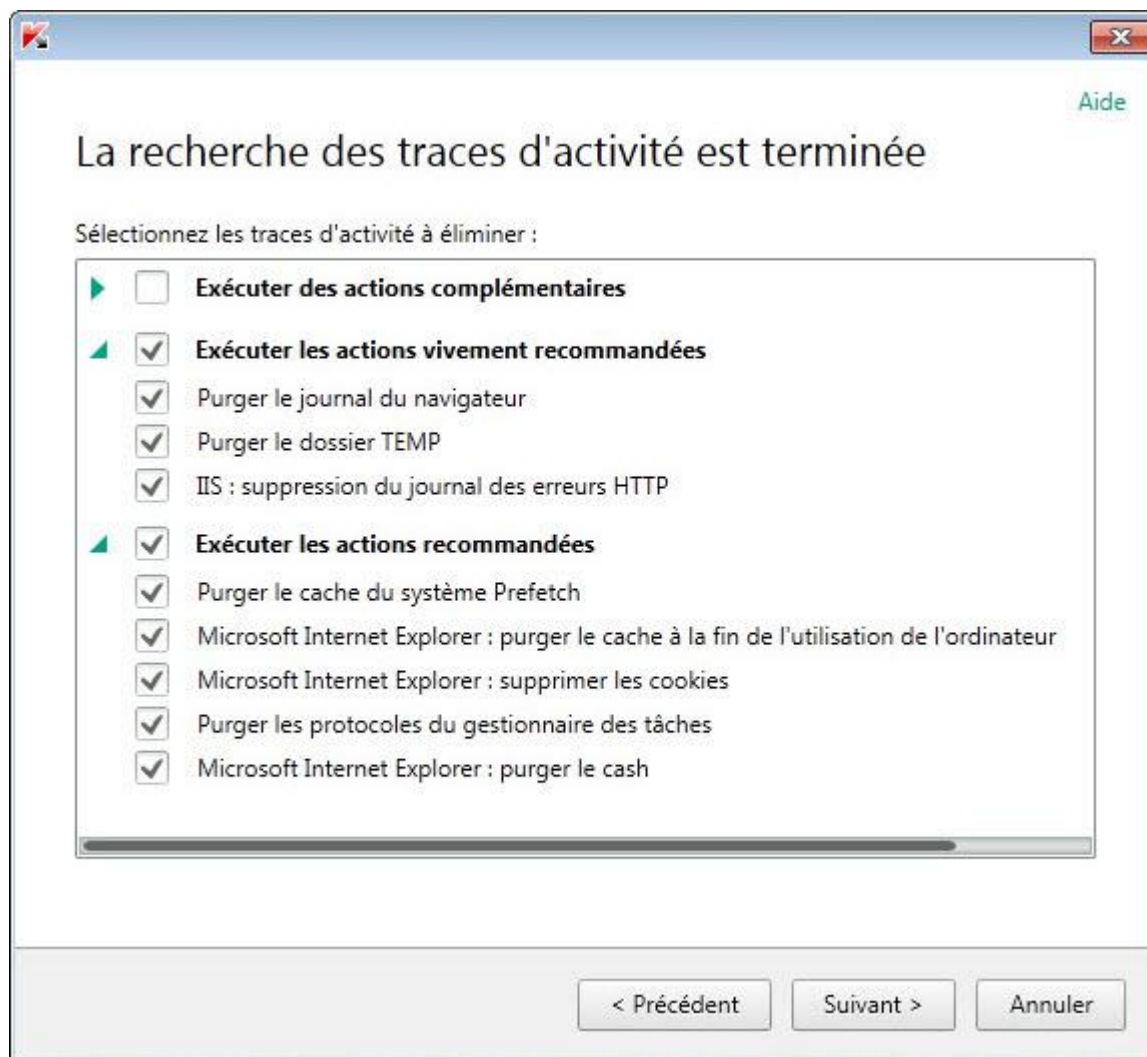 Aide
La recherche des traces d'activité est terminée
Sélectionnez les traces d'activité à éliminer :
Exécuter des actions complémentaires
Exécuter les actions vivement recommandées
Purger le journal du navigateur
Purger le dossier TEMP
IIS : suppression du journal des erreurs HTTP
Exécuter les actions recommandées
Purger le cache du système Prefetch
Microsoft Internet Explorer : purger le cache à la fin de l'utilisation de l'ordinateur
Microsoft Internet Explorer : supprimer les cookies
Purger les protocoles du gestionnaire des tâches
Microsoft Internet Explorer : purger le cash
< Précédent Suivant > Annuler